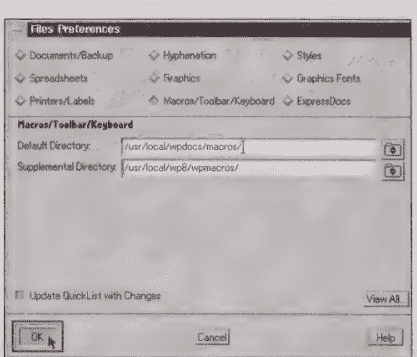 Files Preferences
Documents/Backup Hyphenation Styles
Spreadsheets Graphics Graphics Fonts
Printers/Labels Macros/Toolbar/Keyboard ExpressDocs
Macros/Toolbar/Keyboard
Default Directory: /usr/local/wpdocs/macros/
Supplemental Directory: /usr/local/wp8/wpmacros/
Update QuickList with Changes View All...
OK Cancel Help